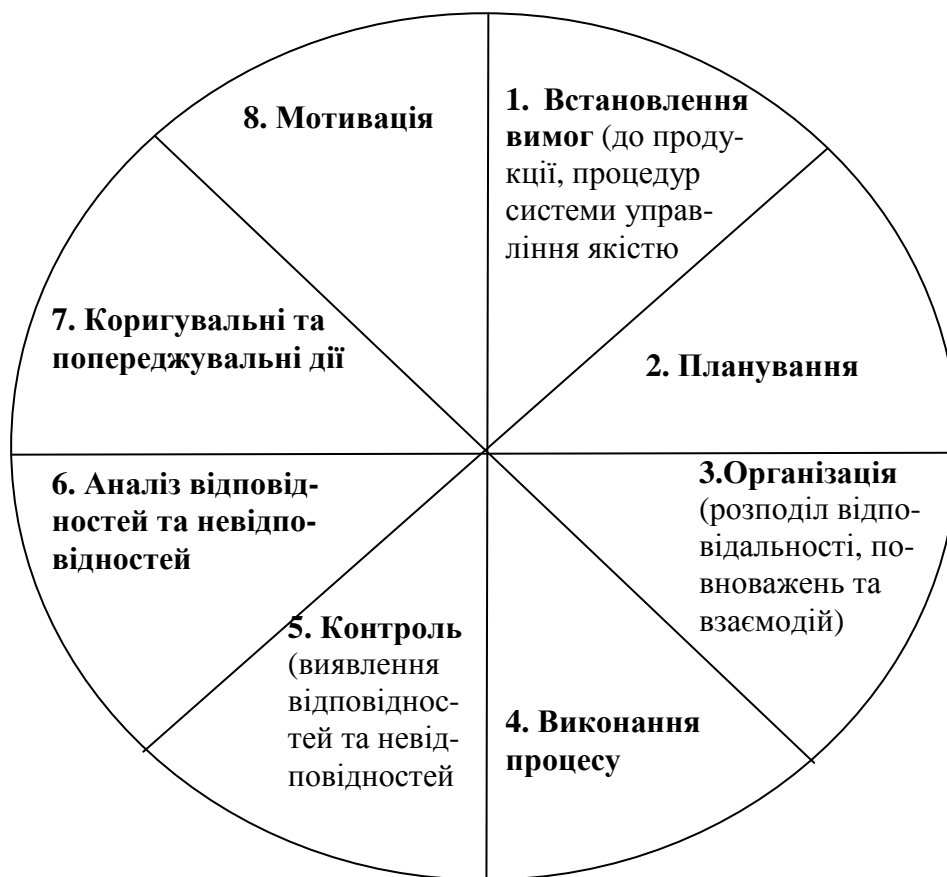 1. Встановлення
вимог (до проду-
кції, процедур
системи управ-
ління якістю
2. Планування
3.Організація
(розподіл відпо-
відальності, по-
вноважень та
взаємодій)
4. Виконання
процесу
5. Контроль
(виявлення
відповіднос-
тей та невід-
повідностей
6. Аналіз відповід-
ностей та невідпо-
відностей
7. Коригувальні та
попереджувальні дії
8. Мотивація